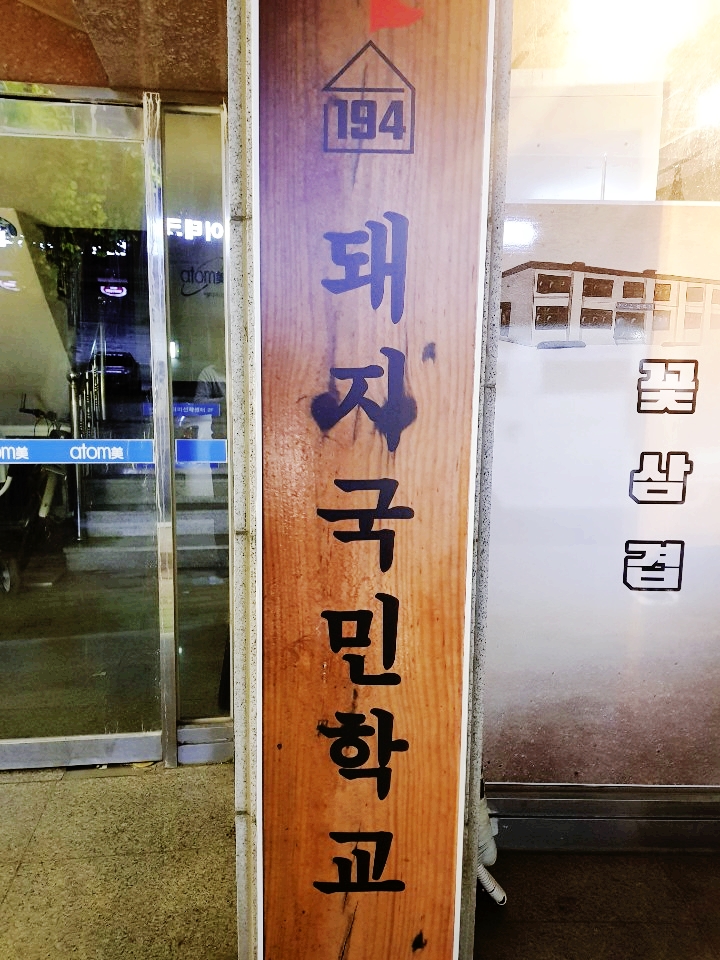 194
돼지국민학교
꽃삼겹
atom美
atom美